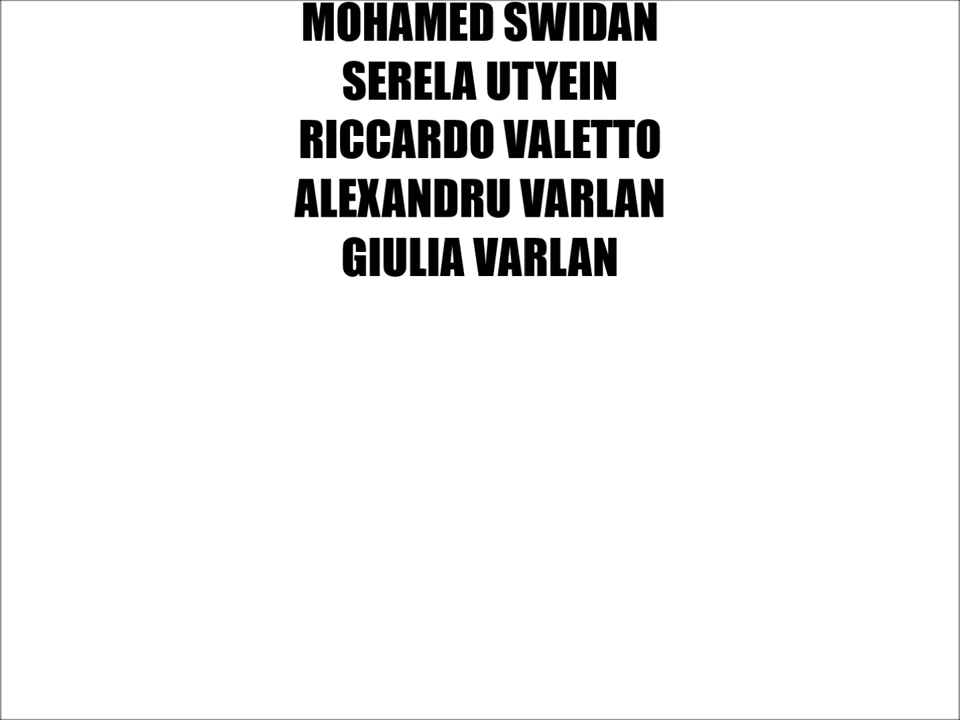 MOHAMED SWIDAN
SERELA UTYEIN
RICCARDO VALETTO
ALEXANDRU VARLAN
GIULIA VARLAN